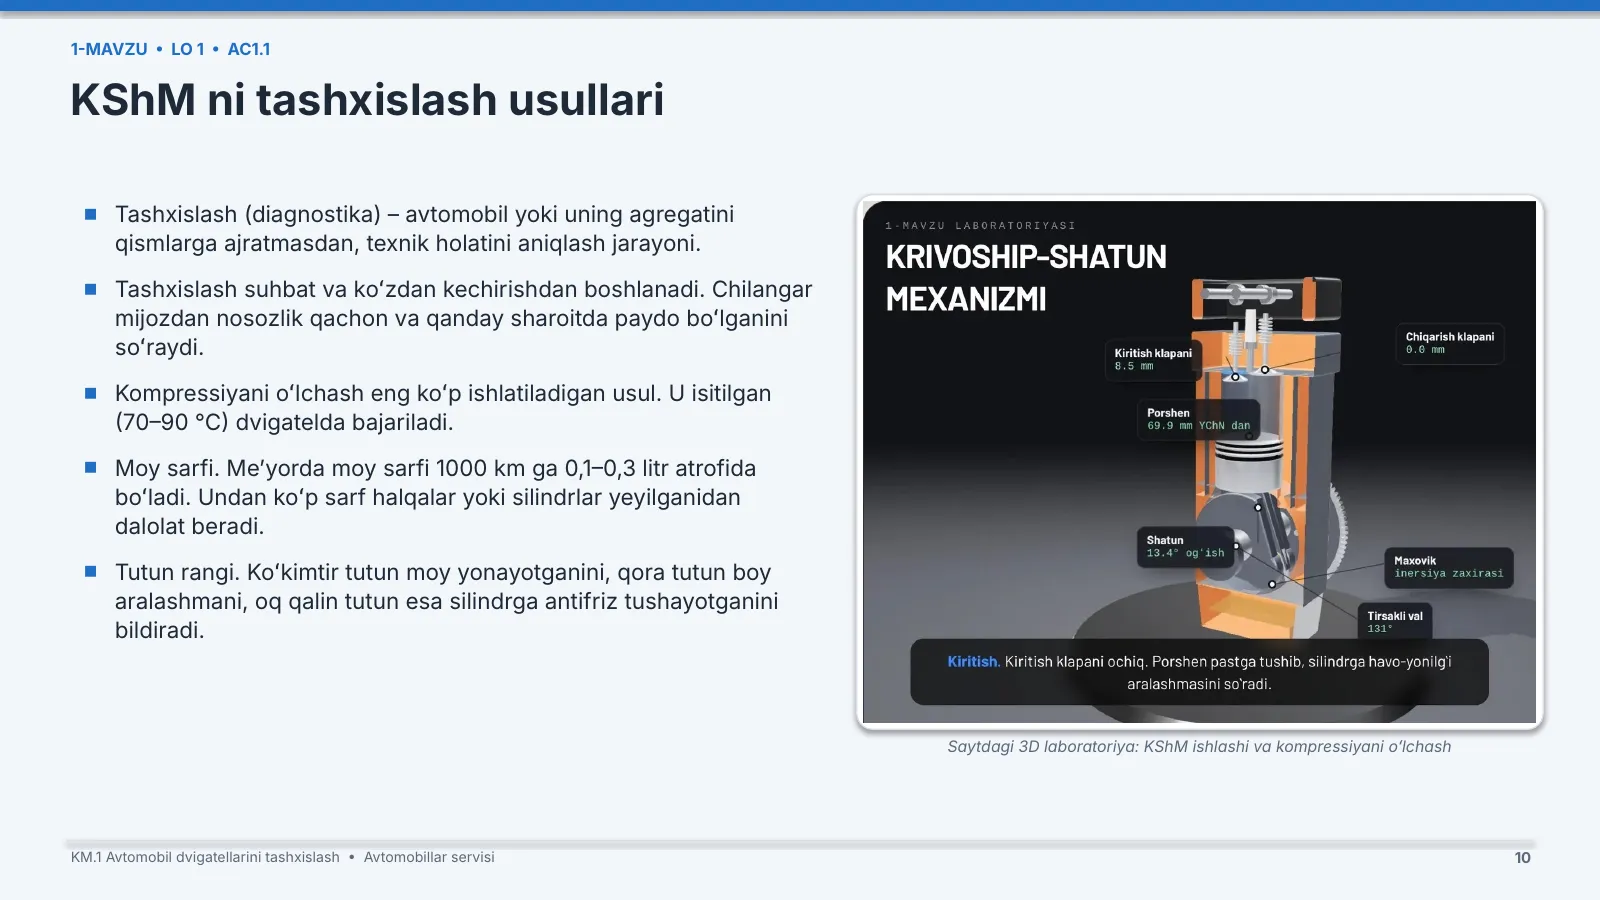 1-MAVZU • LO 1 • AC1.1
KShM ni tashxislash usullari
Tashxislash (diagnostika) – avtomobil yoki uning agregatini
qismlarga ajratmasdan, texnik holatini aniqlash jarayoni.
Tashxislash suhbat va koʻzdan kechirishdan boshlanadi. Chilangar
mijozdan nosozlik qachon va qanday sharoitda paydo boʻlganini
soʻraydi.
Kompressiyani oʻlchash eng koʻp ishlatiladigan usul. U isitilgan
(70–90 °C) dvigatelda bajariladi.
Moy sarfi. Meʼyorda moy sarfi 1000 km ga 0,1–0,3 litr atrofida
boʻladi. Undan koʻp sarf halqalar yoki silindrlar yeyilganidan
dalolat beradi.
Tutun rangi. Koʻkimtir tutun moy yonayotganini, qora tutun boy
aralashmani, oq qalin tutun esa silindrga antifriz tushayotganini
bildiradi.
1-MAVZU LABORATORIYASI
KRIVOSHIP-SHATUN
MEXANIZMI
Kiritish klapani
8.5 mm
Chiqarish klapani
0.0 mm
Porshen
69.9 mm YChN dan
Shatun
13.4° og'ish
Maxovik
inersiya zaxirasi
Tirsakli val
131°
Kiritish. Kiritish klapani ochiq. Porshen pastga tushib, silindrga havo-yonilgʻi
aralashmasini soʻradi.
Saytdagi 3D laboratoriya: KShM ishlashi va kompressiyani oʻlchash
KM.1 Avtomobil dvigatellarini tashxislash • Avtomobillar servisi
10